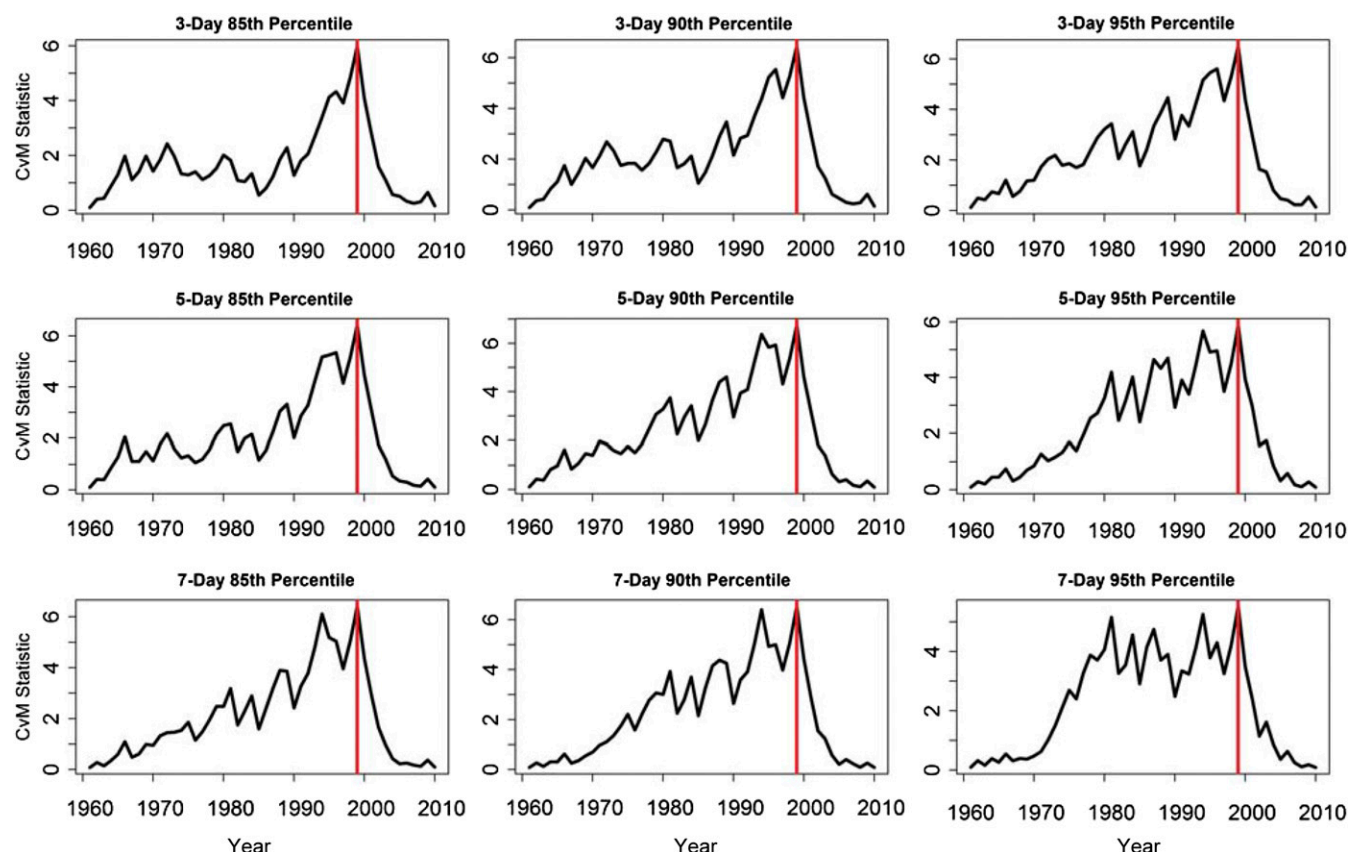 3-Day 85th Percentile
3-Day 90th Percentile
3-Day 95th Percentile
CvM Statistic
6
4
2
0
6
4
2
0
6
4
2
0
1960 1970 1980 1990 2000 2010
1960 1970 1980 1990 2000 2010
1960 1970 1980 1990 2000 2010
5-Day 85th Percentile
5-Day 90th Percentile
5-Day 95th Percentile
CvM Statistic
6
4
2
0
6
4
2
0
6
4
2
0
1960 1970 1980 1990 2000 2010
1960 1970 1980 1990 2000 2010
1960 1970 1980 1990 2000 2010
7-Day 85th Percentile
7-Day 90th Percentile
7-Day 95th Percentile
CvM Statistic
6
4
2
0
6
4
2
0
4
2
0
1960 1970 1980 1990 2000 2010
1960 1970 1980 1990 2000 2010
1960 1970 1980 1990 2000 2010
Year
Year
Year